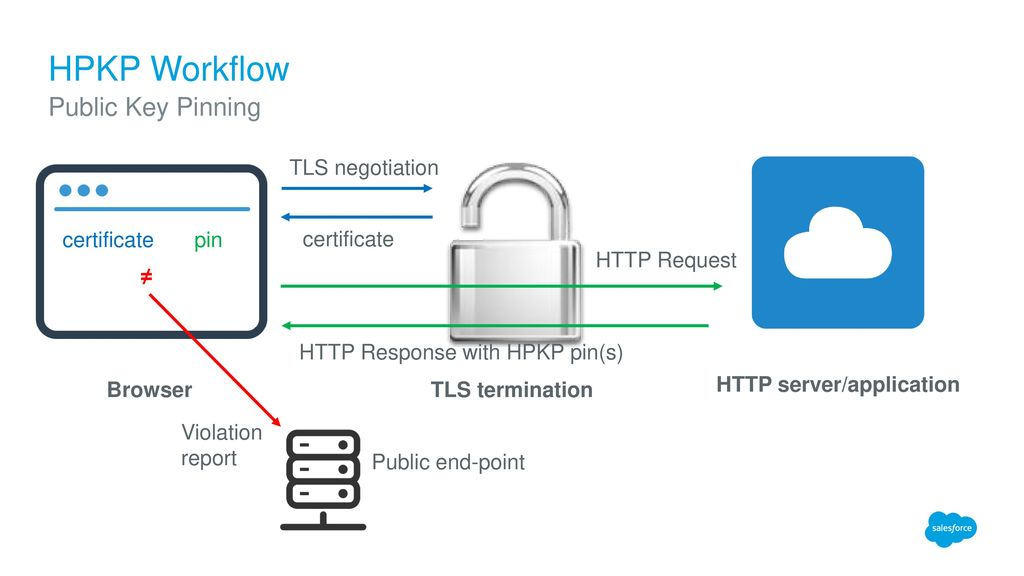 HPKP Workflow
Public Key Pinning
TLS negotiation
certificate pin
certificate
≠
HTTP Request
HTTP Response with HPKP pin(s)
Browser
TLS termination
HTTP server/application
Violation
report
Public end-point
salesforce